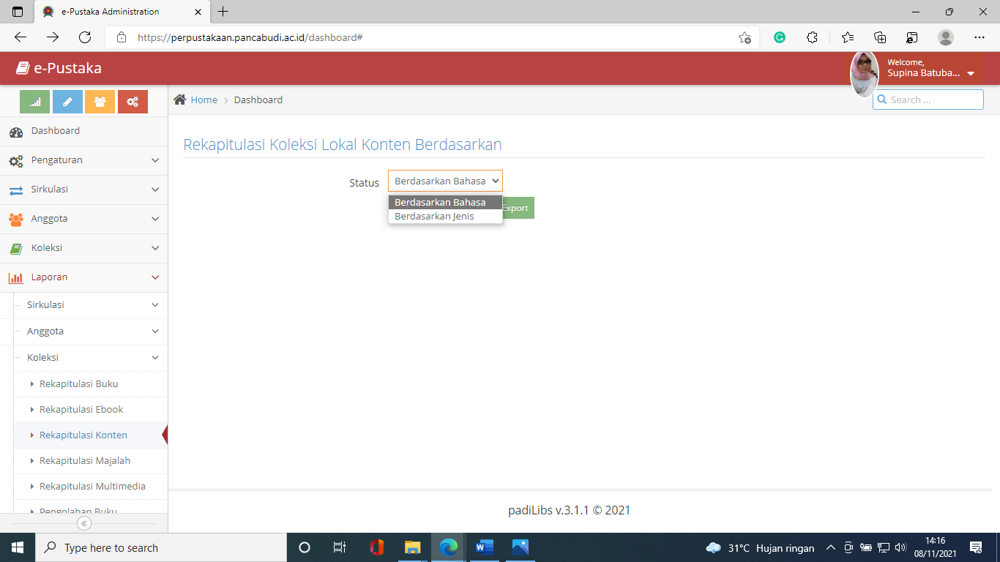 e-Pustaka Administration
https://perpustakaan.pancabudi.ac.id/dashboard#
e-Pustaka
Welcome,
Supina Batuba...
Home > Dashboard
Search ...
Dashboard
Pengaturan
Sirkulasi
Anggota
Koleksi
Laporan
Sirkulasi
Anggota
Koleksi
Rekapitulasi Buku
Rekapitulasi Ebook
Rekapitulasi Konten
Rekapitulasi Majalah
Rekapitulasi Multimedia
Pengolahan Buku
Rekapitulasi Koleksi Lokal Konten Berdasarkan
Status
Berdasarkan Bahasa
Berdasarkan Bahasa
Berdasarkan Jenis
Export
padiLibs v.3.1.1 © 2021
Type here to search
31°C Hujan ringan
14:16
08/11/2021